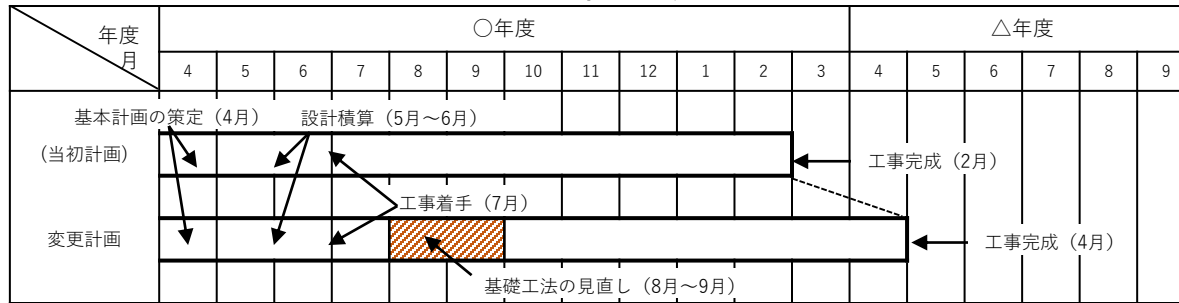 年度
月
○年度
△年度
4 5 6 7 8 9 10 11 12 1 2 3 4 5 6 7 8 9
基本計画の策定（4月）
設計積算（5月～6月）
(当初計画)
工事完成（2月）
工事着手（7月）
変更計画
工事完成（4月）
基礎工法の見直し（8月～9月）